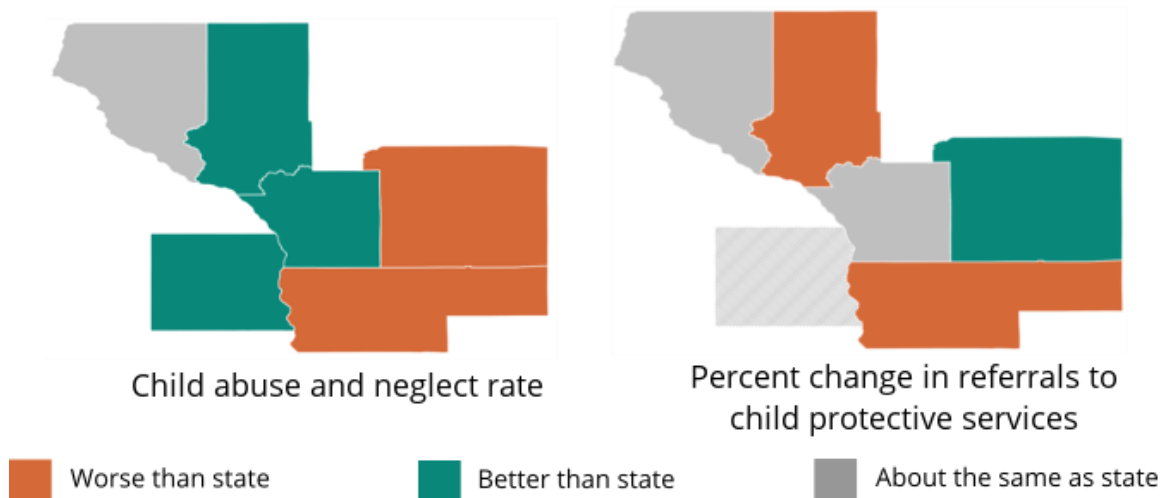 Child abuse and neglect rate
Percent change in referrals to
child protective services
Worse than state
Better than state
About the same as state